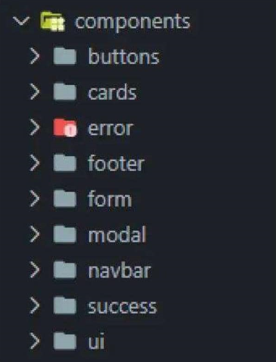 components
buttons
cards
error
footer
form
modal
navbar
success
ui